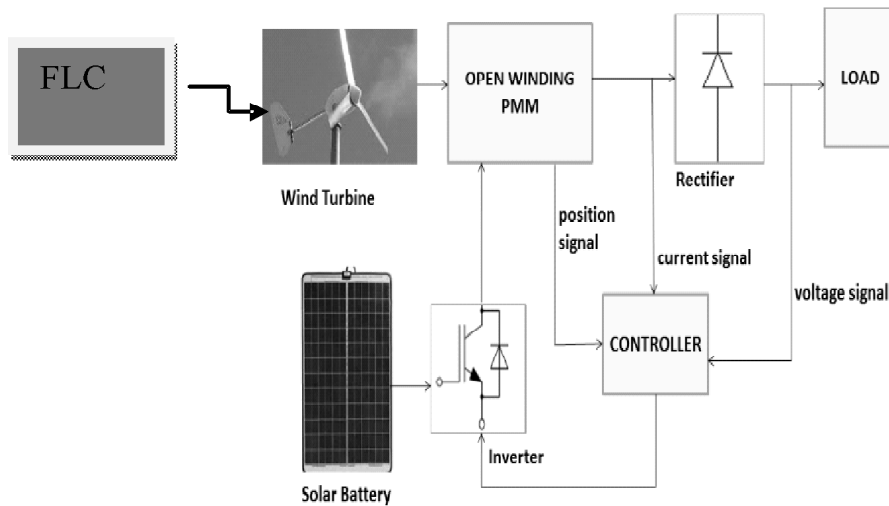 FLC
OPEN WINDING
PMM
LOAD
Wind Turbine
Rectifier
position
signal
current signal
voltage signal
CONTROLLER
Inverter
Solar Battery